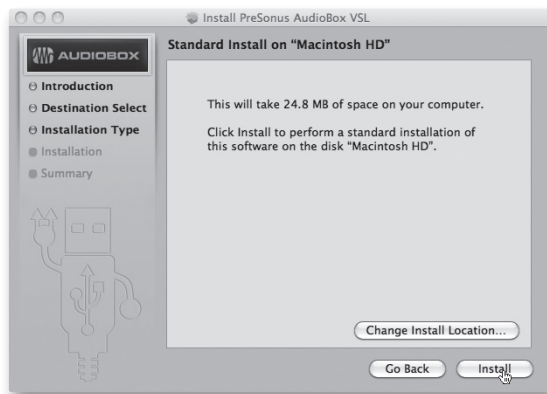 Install PreSonus AudioBox VSL
AUDIOBOX
Standard Install on “Macintosh HD”
Introduction
Destination Select
Installation Type
Installation
Summary
This will take 24.8 MB of space on your computer.
Click Install to perform a standard installation of
this software on the disk “Macintosh HD”.
Change Install Location...
Go Back
Install